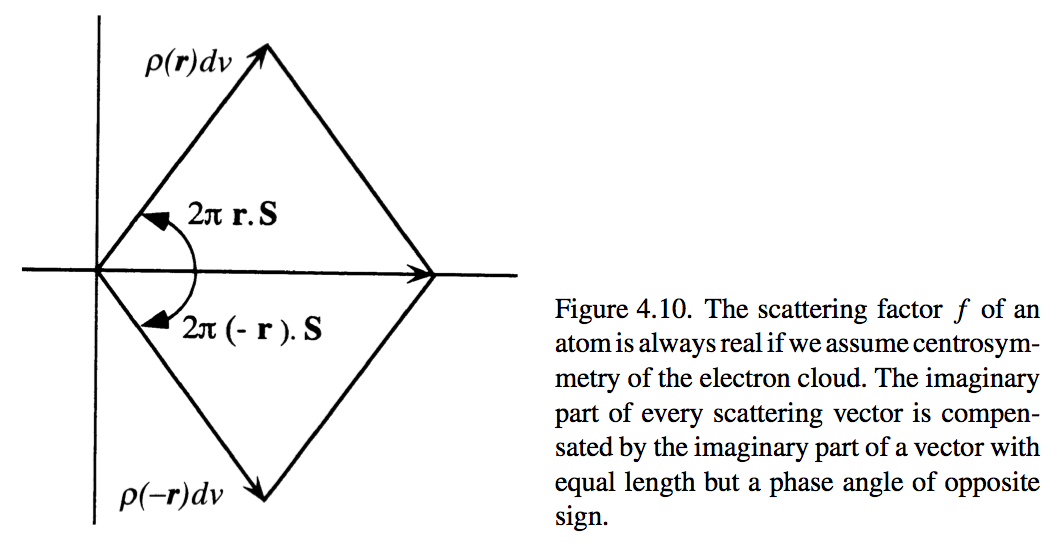 ρ(r)dv
2π r.S
2π (- r ). S
ρ(−r)dv
Figure 4.10. The scattering factor f of an
atom is always real if we assume centrosym-
metry of the electron cloud. The imaginary
part of every scattering vector is compen-
sated by the imaginary part of a vector with
equal length but a phase angle of opposite
sign.